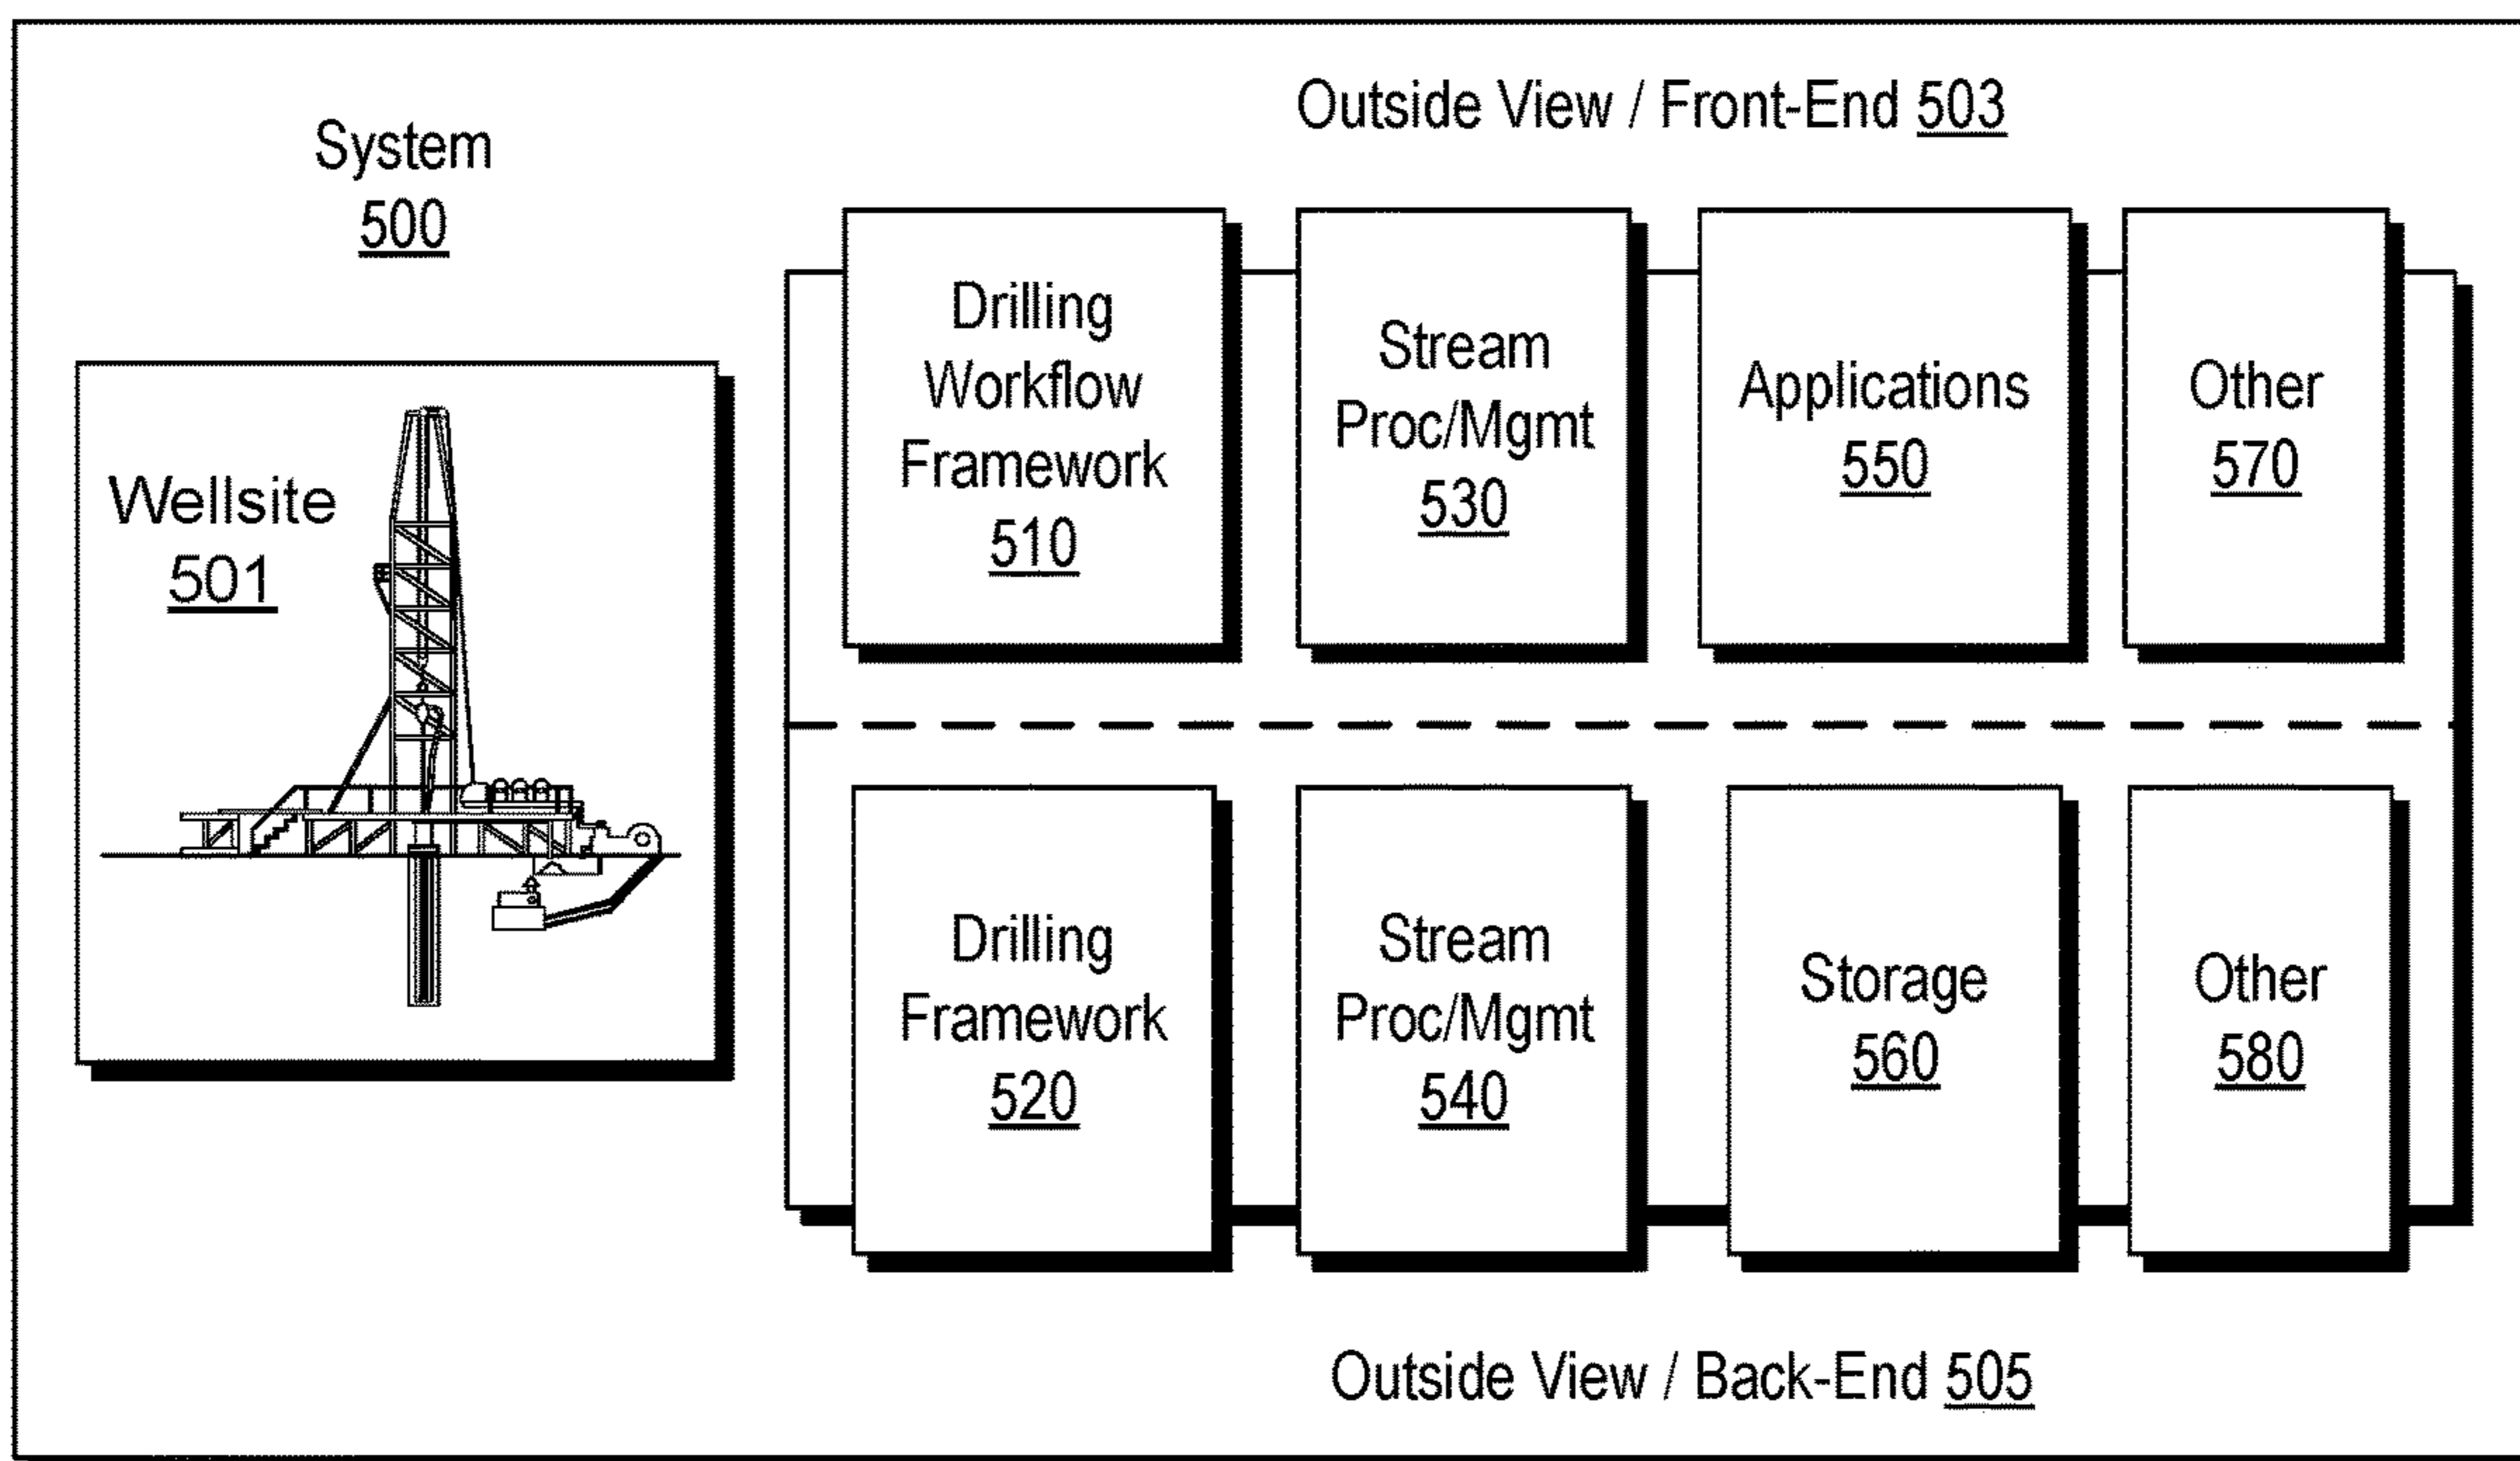 System
500
Outside View / Front-End 503
Wellsite
501
Drilling
Workflow
Framework
510
Stream
Proc/Mgmt
530
Applications
550
Other
570
Drilling
Framework
520
Stream
Proc/Mgmt
540
Storage
560
Other
580
Outside View / Back-End 505